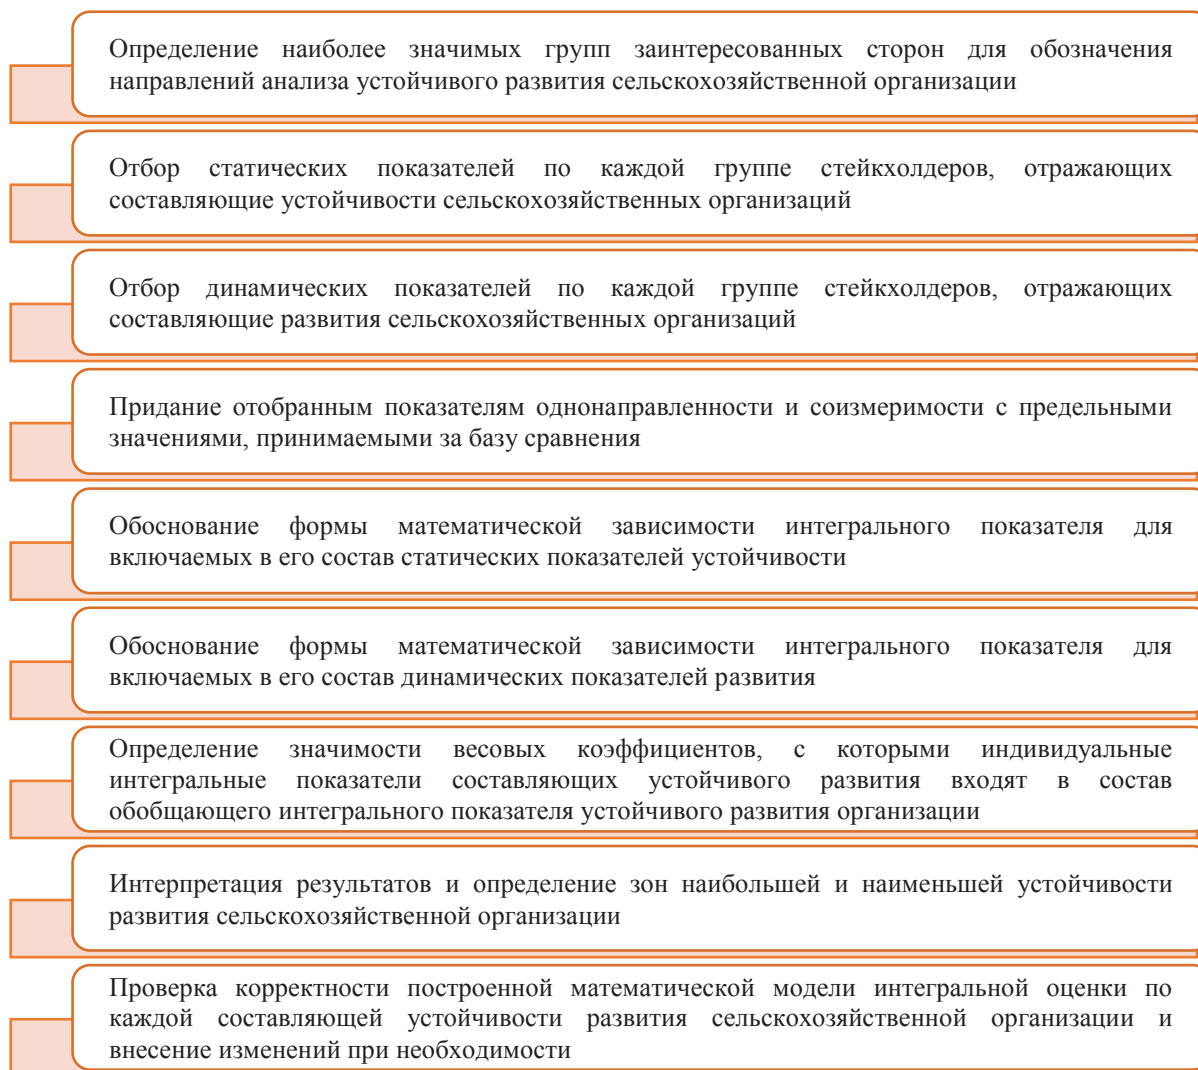 Определение наиболее значимых групп заинтересованных сторон для обозначения
направлений анализа устойчивого развития сельскохозяйственной организации
Отбор статических показателей по каждой группе стейкхолдеров, отражающих
составляющие устойчивости сельскохозяйственных организаций
Отбор динамических показателей по каждой группе стейкхолдеров, отражающих
составляющие развития сельскохозяйственных организаций
Придание отобранным показателям однонаправленности и соизмеримости с предельными
значениями, принимаемыми за базу сравнения
Обоснование формы математической зависимости интегрального показателя для
включаемых в его состав статических показателей устойчивости
Обоснование формы математической зависимости интегрального показателя для
включаемых в его состав динамических показателей развития
Определение значимости весовых коэффициентов, с которыми индивидуальные
интегральные показатели составляющих устойчивого развития входят в состав
обобщающего интегрального показателя устойчивого развития организации
Интерпретация результатов и определение зон наибольшей и наименьшей устойчивости
развития сельскохозяйственной организации
Проверка корректности построенной математической модели интегральной оценки по
каждой составляющей устойчивости развития сельскохозяйственной организации и
внесение изменений при необходимости